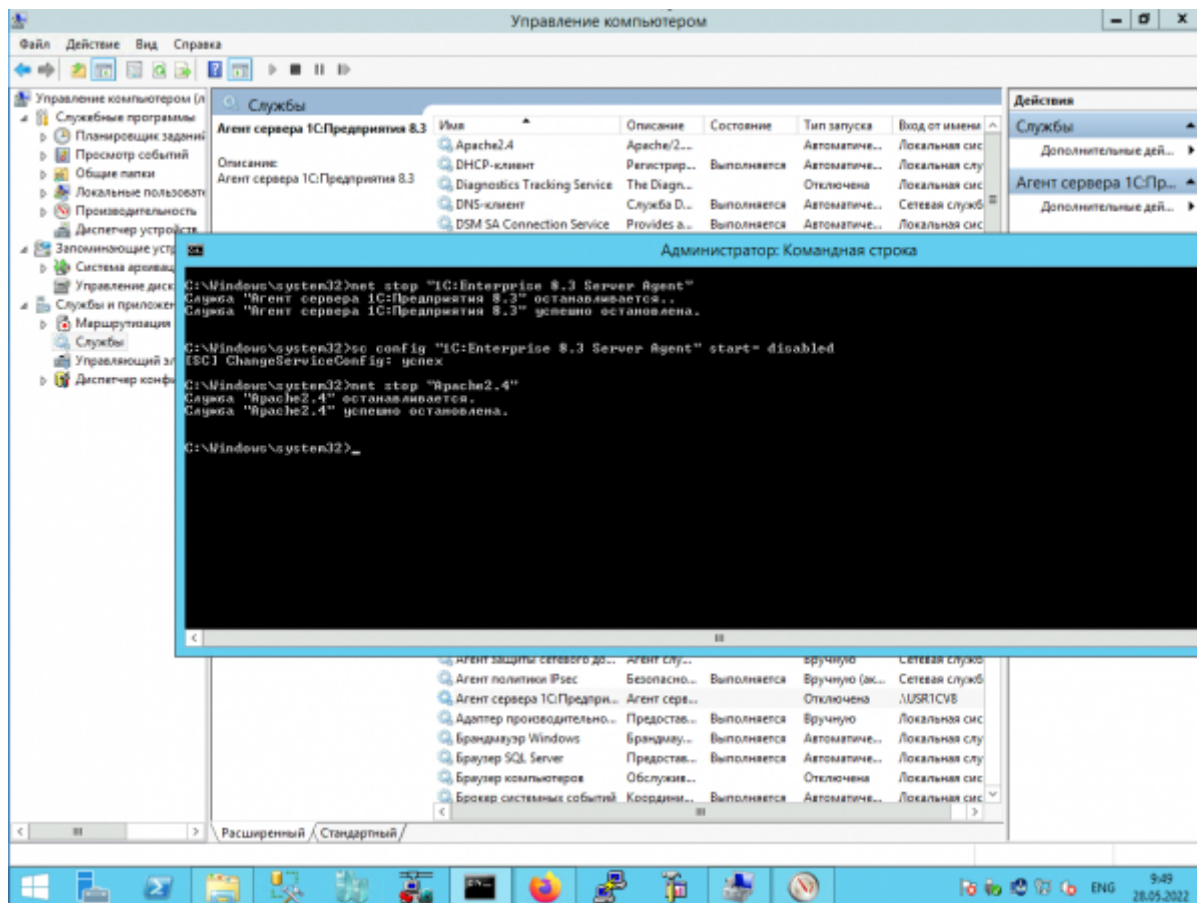 Управление компьютером
Файл Действие Вид Справка
Управление компьютером (л
Служебные программы
Планировщик заданий
Просмотр событий
Общие папки
Локальные пользовате
Производительность
Диспетчер устройств
Запоминающие устр
Система архивац
Управление диск
Службы и приложен
Маршрутизация
Службы
Управляющий эл
Диспетчер конфи
Службы
Агент сервера 1С:Предприятия 8.3
Описание:
Агент сервера 1С:Предприятия 8.3
Имя Описание Состояние Тип запуска Вход от имени
Apache2.4 Apache/2.... Автоматиче... Локальная сис
DHCP-клиент Регистрир... Выполняется Автоматиче... Локальная слу
Diagnostics Tracking Service The Diagn... Отключена Локальная сис
DNS-клиент Служба D... Выполняется Автоматиче... Сетевая служб
DSM SA Connection Service Provides a... Выполняется Автоматиче... Локальная сис
Действия
Службы
Дополнительные дей...
Агент сервера 1С:Пр...
Дополнительные дей...
Администратор: Командная строка
C:\Windows\system32>net stop "1C:Enterprise 8.3 Server Agent"
Служба "Агент сервера 1С:Предприятия 8.3" останавливается..
Служба "Агент сервера 1С:Предприятия 8.3" успешно остановлена.
C:\Windows\system32>sc config "1C:Enterprise 8.3 Server Agent" start= disabled
[SC] ChangeServiceConfig: успех
C:\Windows\system32>net stop "Apache2.4"
Служба "Apache2.4" останавливается.
Служба "Apache2.4" успешно остановлена.
C:\Windows\system32>_
Агент защиты сетевого до... Агент слу... Вручную Сетевая служб
Агент политики IPsec Безопасно... Выполняется Вручную (ак... Сетевая служб
Агент сервера 1С:Предпри... Агент серв... Отключена .\USR1CV8
Адаптер производительно... Предостав... Выполняется Вручную Локальная сис
Брандмауэр Windows Брандмау... Выполняется Автоматиче... Локальная слу
Браузер SQL Server Предостав... Выполняется Автоматиче... Локальная слу
Браузер компьютеров Обслужив... Отключена Локальная сис
Брокер системных событий Координи... Выполняется Автоматиче... Локальная сис
Расширенный Стандартный
ENG
9:49
28.05.2022